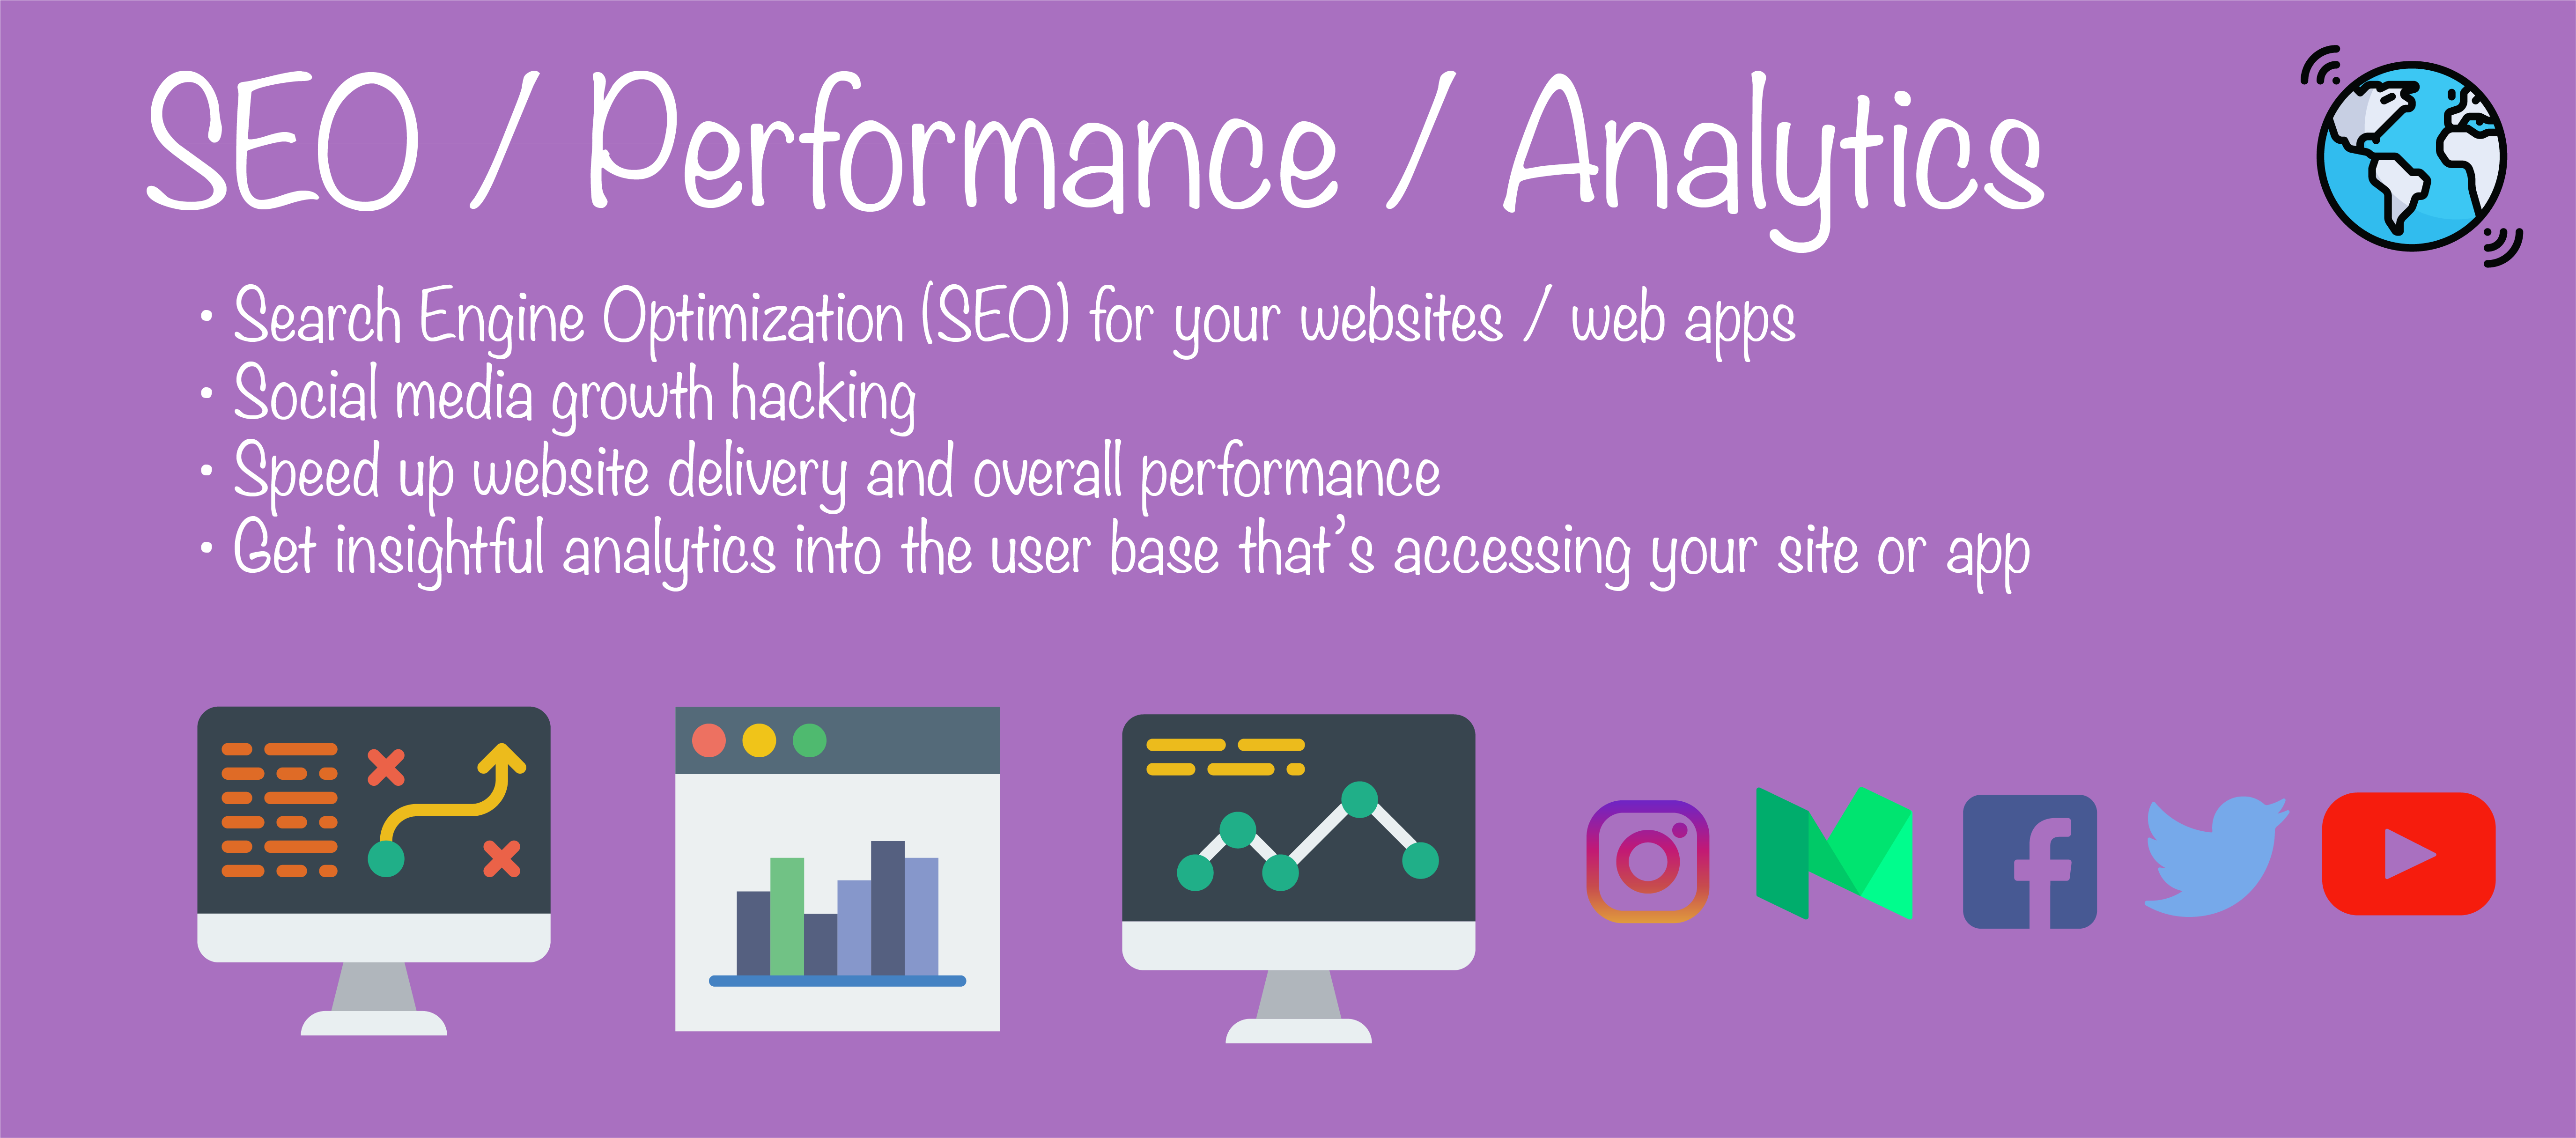 SEO / Performance / Analytics
• Search Engine Optimization (SEO) for your websites / web apps
• Social media growth hacking
• Speed up website delivery and overall performance
• Get insightful analytics into the user base that’s accessing your site or app